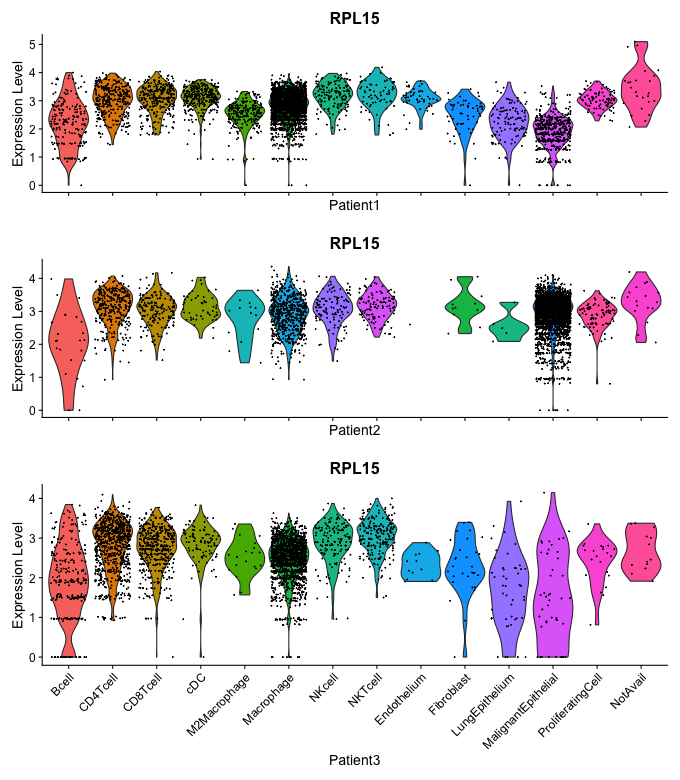 RPL15
Expression Level
5
4
3
2
1
0
Patient1
RPL15
Expression Level
4
3
2
1
0
Patient2
RPL15
Expression Level
4
3
2
1
0
Bcell
CD4Tcell
CD8Tcell
cDC
M2Macrophage
Macrophage
NKcell
NKTcell
Endothelium
Fibroblast
LungEpithelium
MalignantEpithelial
ProliferatingCell
NotAvail
Patient3